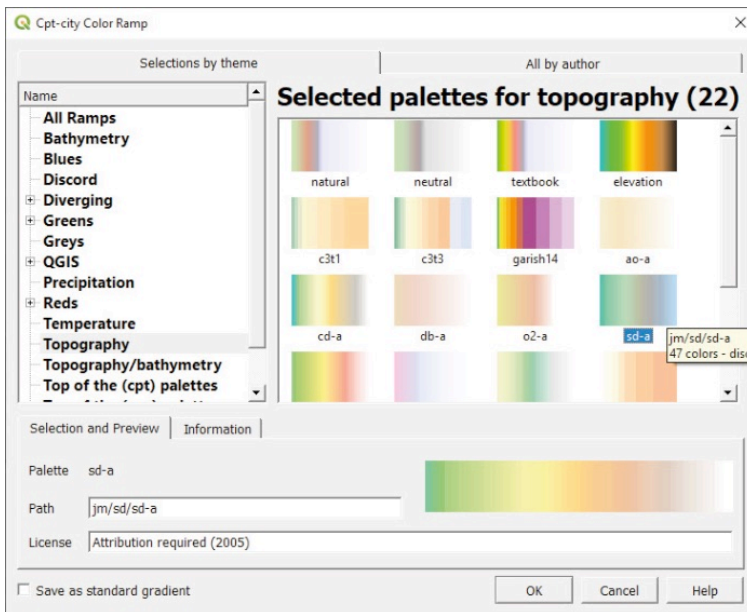 Cpt-city Color Ramp
Selections by theme
All by author
Name
All Ramps
Bathymetry
Blues
Discord
Diverging
Greens
Greys
QGIS
Precipitation
Reds
Temperature
Topography
Topography/bathymetry
Top of the (cpt) palettes
Selected palettes for topography (22)
natural neutral textbook elevation
c3t1 c3t3 garish14 ao-a
cd-a db-a o2-a sd-a
jm/sd/sd-a
47 colors - disc
Selection and Preview
Information
Palette sd-a
Path jm/sd/sd-a
License Attribution required (2005)
Save as standard gradient
OK Cancel Help